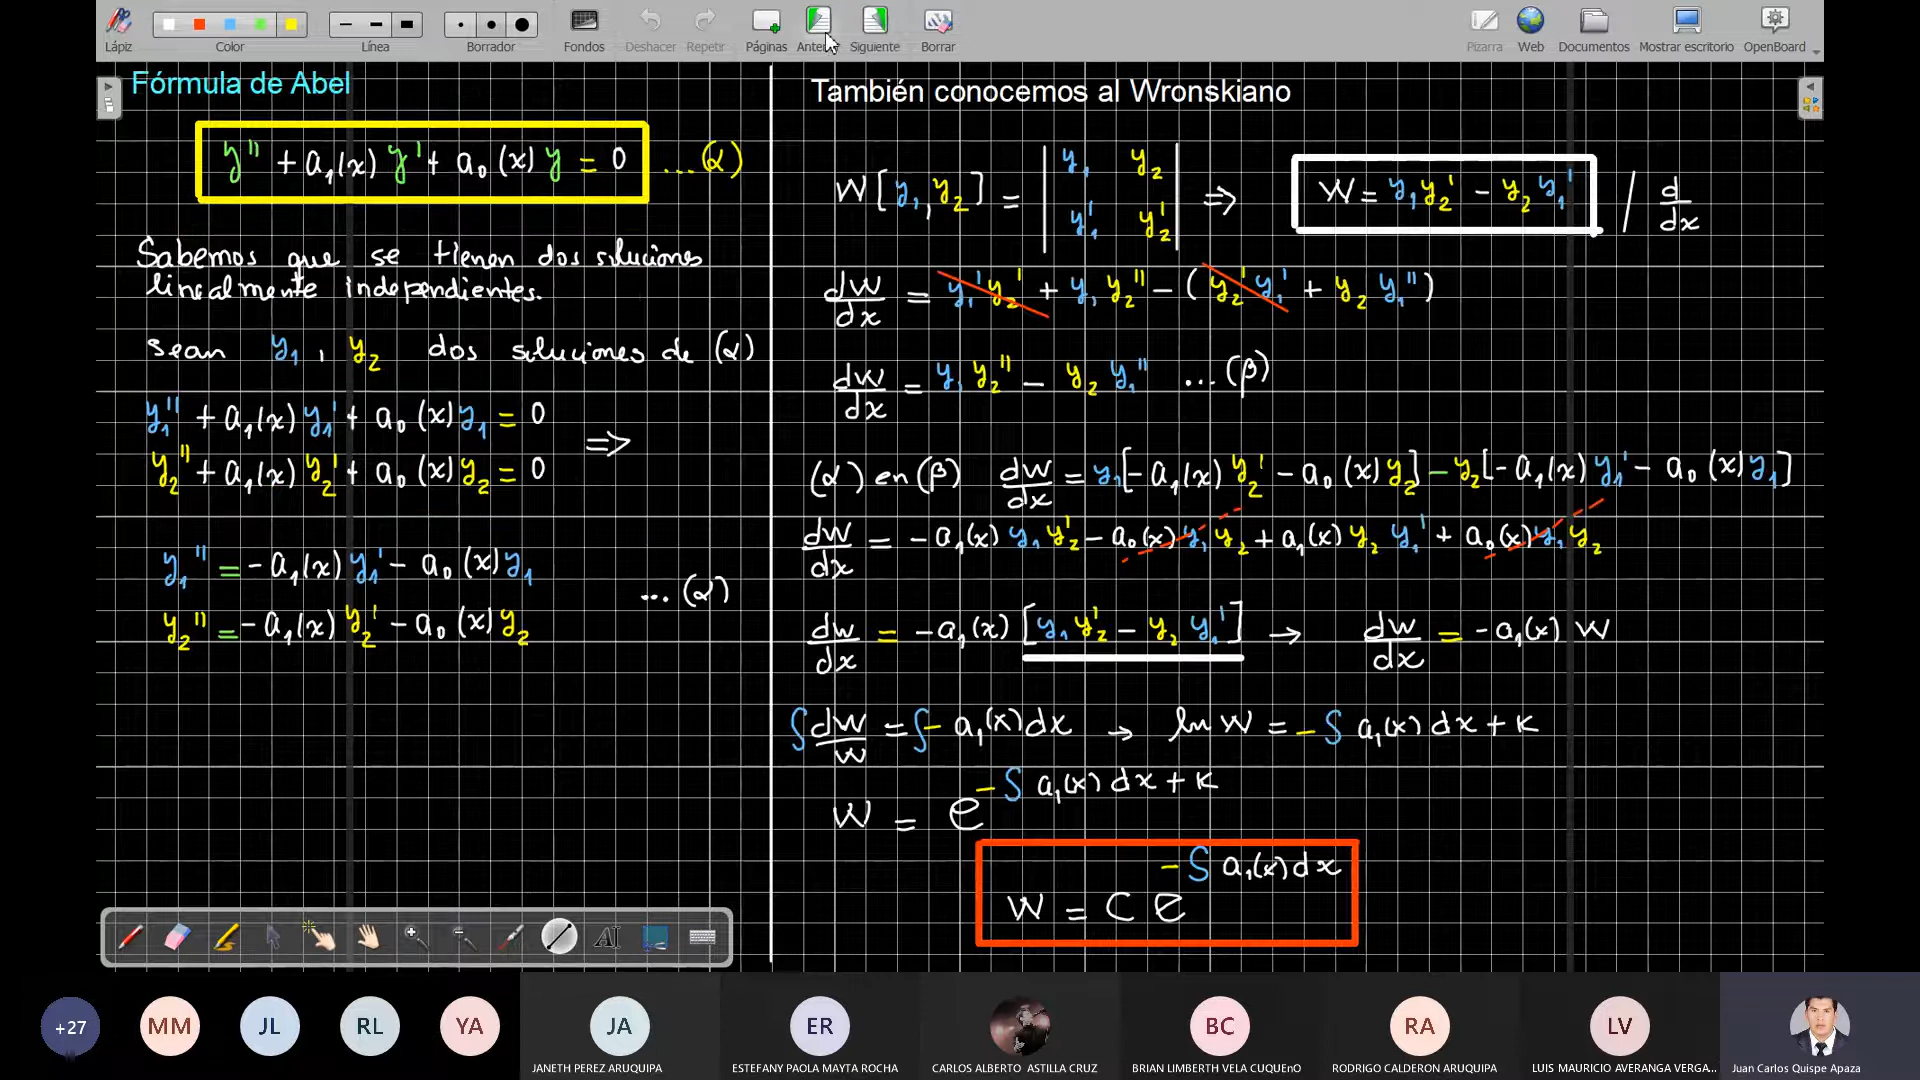 Lápiz Color Línea Borrador Fondos Deshacer Repetir Páginas Anter Siguiente Borrar Pizarra Web Documentos Mostrar escritorio OpenBoard
Fórmula de Abel
y'' + a₁(x) y' + a₀(x) y = 0 ...(α)
Sabemos que se tienen dos soluciones
linealmente independientes.
sean y₁, y₂ dos soluciones de (α)
y₁'' + a₁(x) y₁' + a₀(x) y₁ = 0
=>
y₂'' + a₁(x) y₂' + a₀(x) y₂ = 0
y₁'' = -a₁(x) y₁' - a₀(x) y₁
... (α')
y₂'' = -a₁(x) y₂' - a₀(x) y₂
También conocemos al Wronskiano
W[y₁, y₂] = | y₁ y₂ ; y₁' y₂' | => W = y₁y₂' - y₂y₁' / d/dx
dW/dx = y₁'y₂' + y₁y₂'' - (y₂'y₁' + y₂y₁'')
dW/dx = y₁y₂'' - y₂y₁'' ...(β)
(α') en (β) dW/dx = y₁[-a₁(x) y₂' - a₀(x) y₂] - y₂[-a₁(x) y₁' - a₀(x) y₁]
dW/dx = -a₁(x) y₁y₂' - a₀(x) y₁y₂ + a₁(x) y₂y₁' + a₀(x) y₁y₂
dW/dx = -a₁(x) [y₁y₂' - y₂y₁'] → dW/dx = -a₁(x) W
∫dW/W = ∫- a₁(x) dx → ln W = -∫ a₁(x) dx + K
W = e^(-∫ a₁(x) dx + K)
W = C e^(-∫ a₁(x) dx)
AI
+27 MM JL RL YA JA ER BC RA LV
JANETH PEREZ ARUQUIPA
ESTEFANY PAOLA MAYTA ROCHA
CARLOS ALBERTO ASTILLA CRUZ
BRIAN LIMBERTH VELA CUQUEnO
RODRIGO CALDERON ARUQUIPA
LUIS MAURICIO AVERANGA VERGA...
Juan Carlos Quispe Apaza